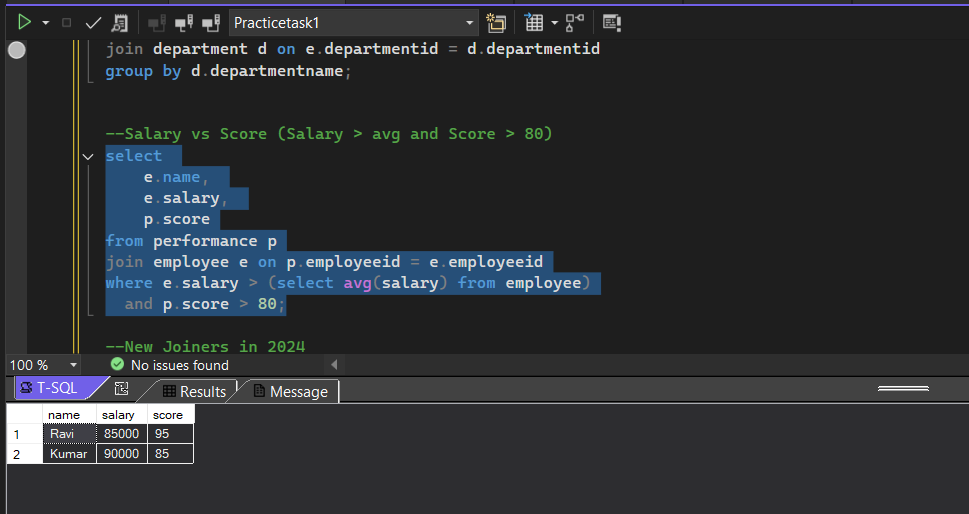 Practicetask1
join department d on e.departmentid = d.departmentid
group by d.departmentname;
--Salary vs Score (Salary > avg and Score > 80)
select
e.name,
e.salary,
p.score
from performance p
join employee e on p.employeeid = e.employeeid
where e.salary > (select avg(salary) from employee)
and p.score > 80;
--New Joiners in 2024
100 % No issues found
T-SQL Results Message
name salary score
1 Ravi 85000 95
2 Kumar 90000 85